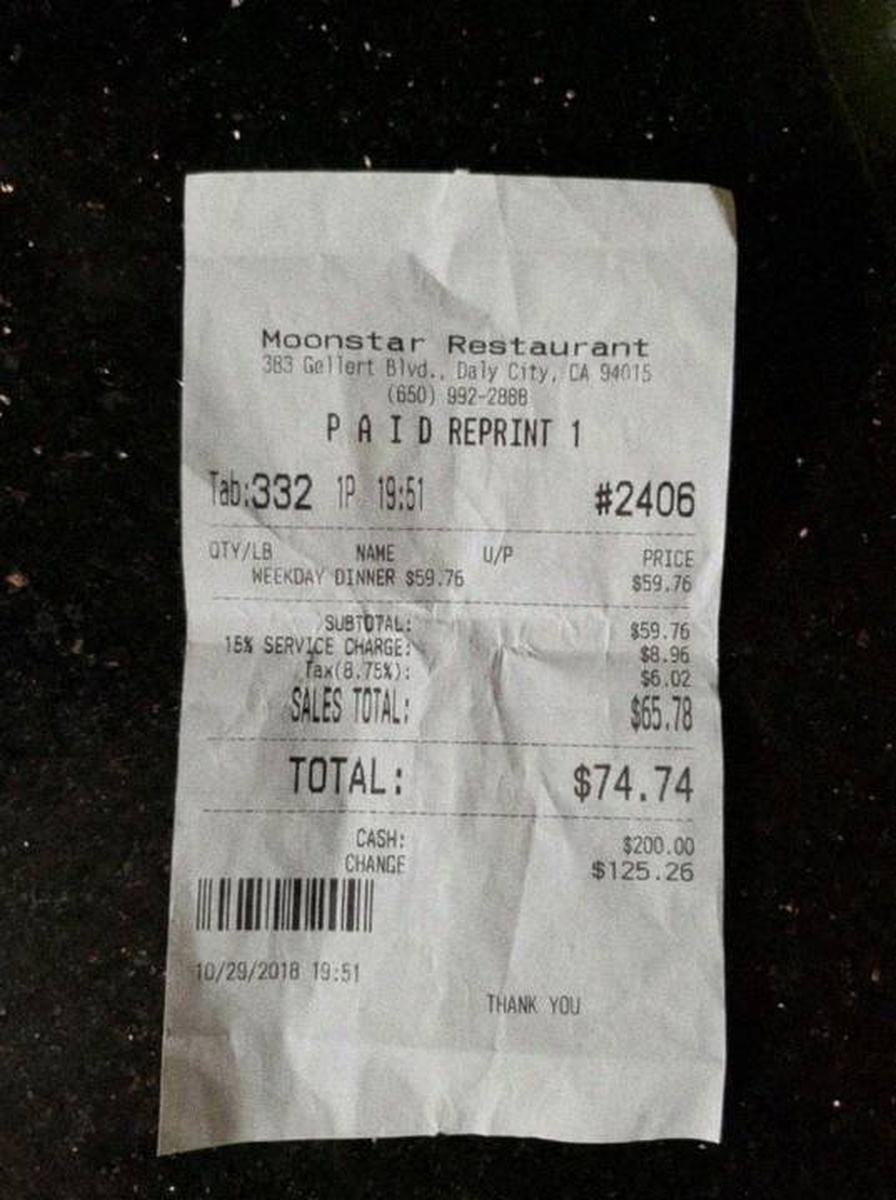 Moonstar Restaurant
383 Gellert Blvd., Daly City, CA 94015
(650) 992-2888
P A I D REPRINT 1
Tab:332 1P 19:51 #2406
QTY/LB NAME U/P PRICE
WEEKDAY DINNER $59.76 $59.76
SUBTOTAL: $59.76
15% SERVICE CHARGE: $8.96
Tax(8.75%): $6.02
SALES TOTAL: $65.78
TOTAL: $74.74
CASH: $200.00
CHANGE $125.26
10/29/2018 19:51
THANK YOU